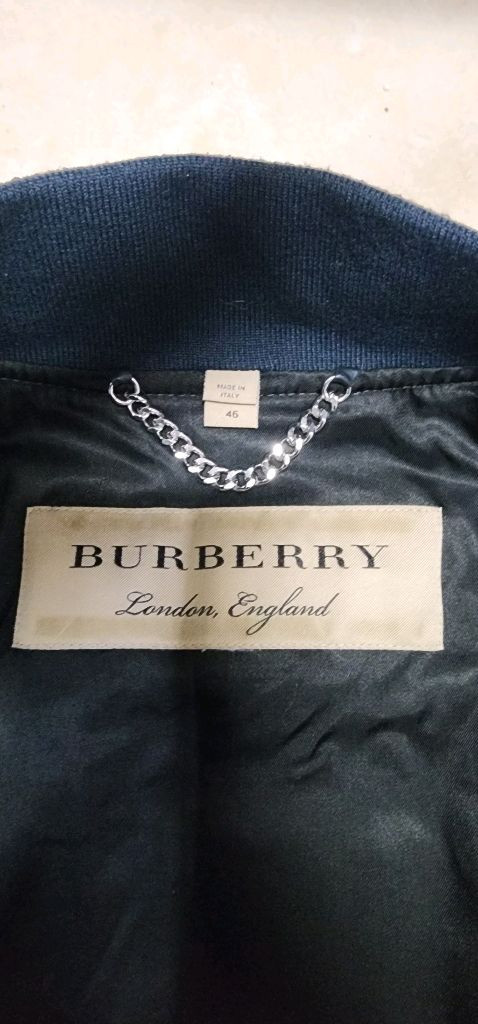 MADE IN
ITALY
46
BURBERRY
London, England